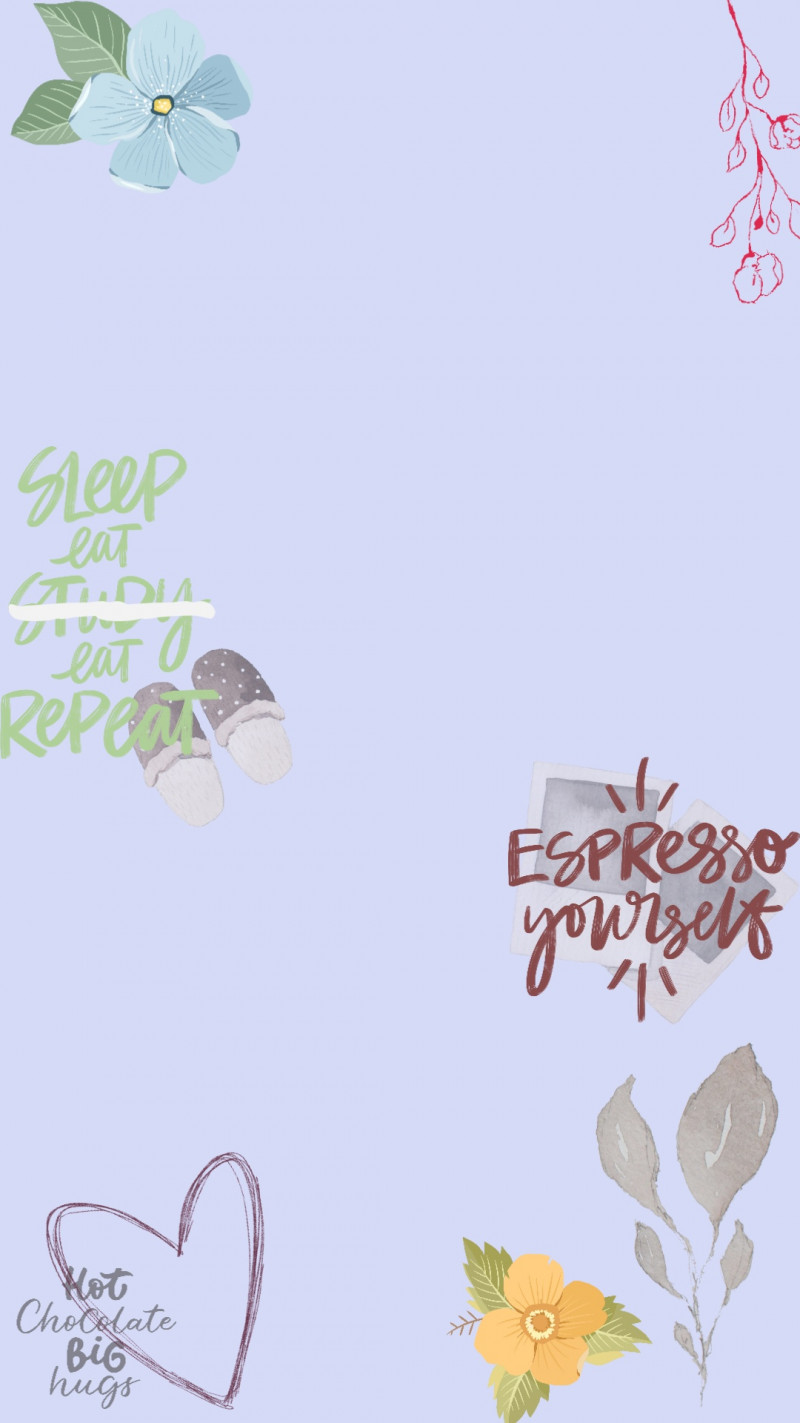 SLeeP
eat
STUDY
eat
RePeat
ESPResso
yourself
Hot
Chocolate
BiG
hugs